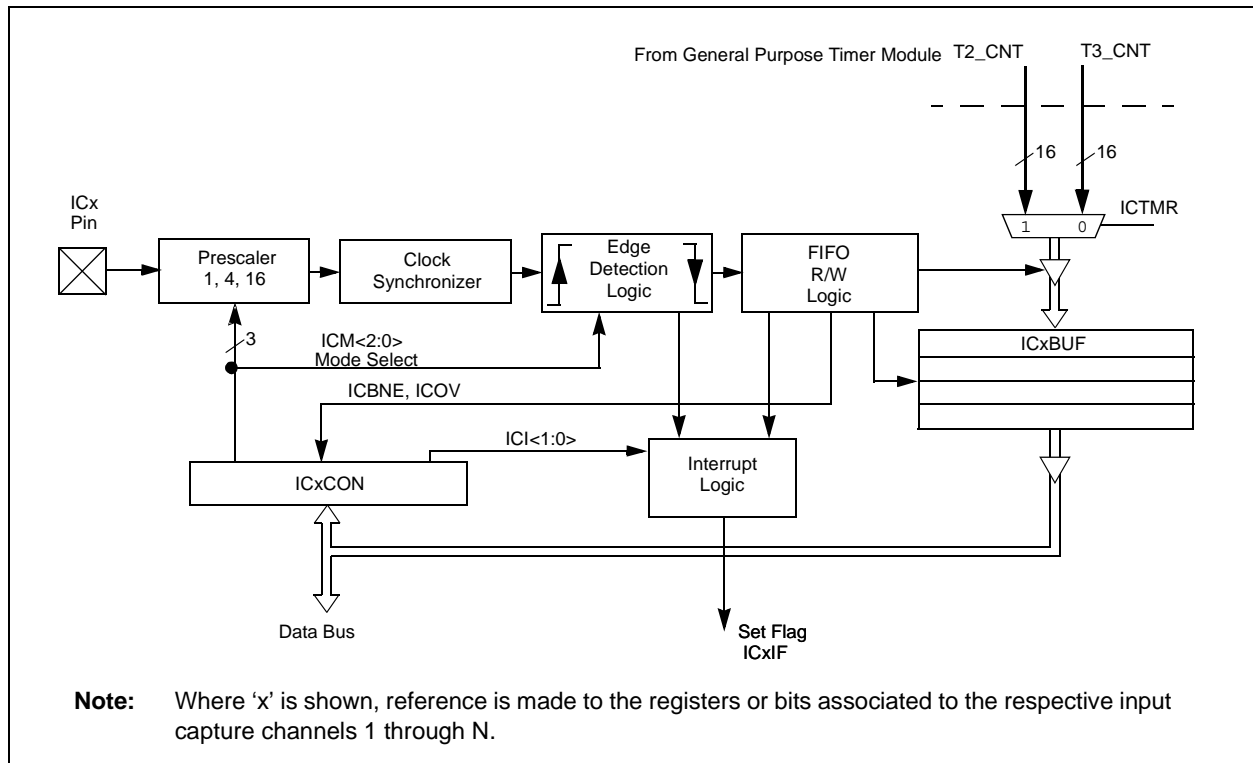 From General Purpose Timer Module T2_CNT T3_CNT
16 16
ICx
Pin
ICTMR
1 0
Prescaler
1, 4, 16
Clock
Synchronizer
Edge
Detection
Logic
FIFO
R/W
Logic
3
ICM<2:0>
Mode Select
ICxBUF
ICBNE, ICOV
ICI<1:0>
ICxCON
Interrupt
Logic
Data Bus
Set Flag
ICxIF
Note: Where ‘x’ is shown, reference is made to the registers or bits associated to the respective input
capture channels 1 through N.